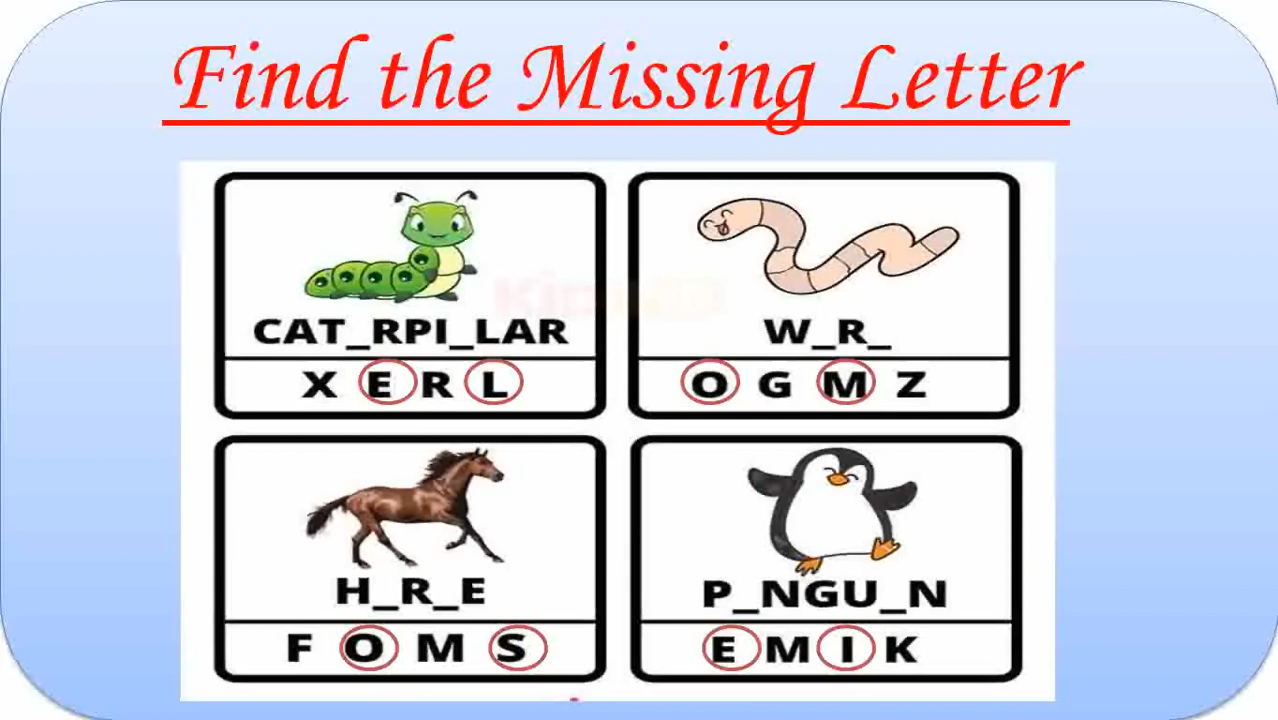 Find the Missing Letter
CAT_RPI_LAR
X E R L
W_R_
O G M Z
H_R_E
F O M S
P_NGU_N
E M I K